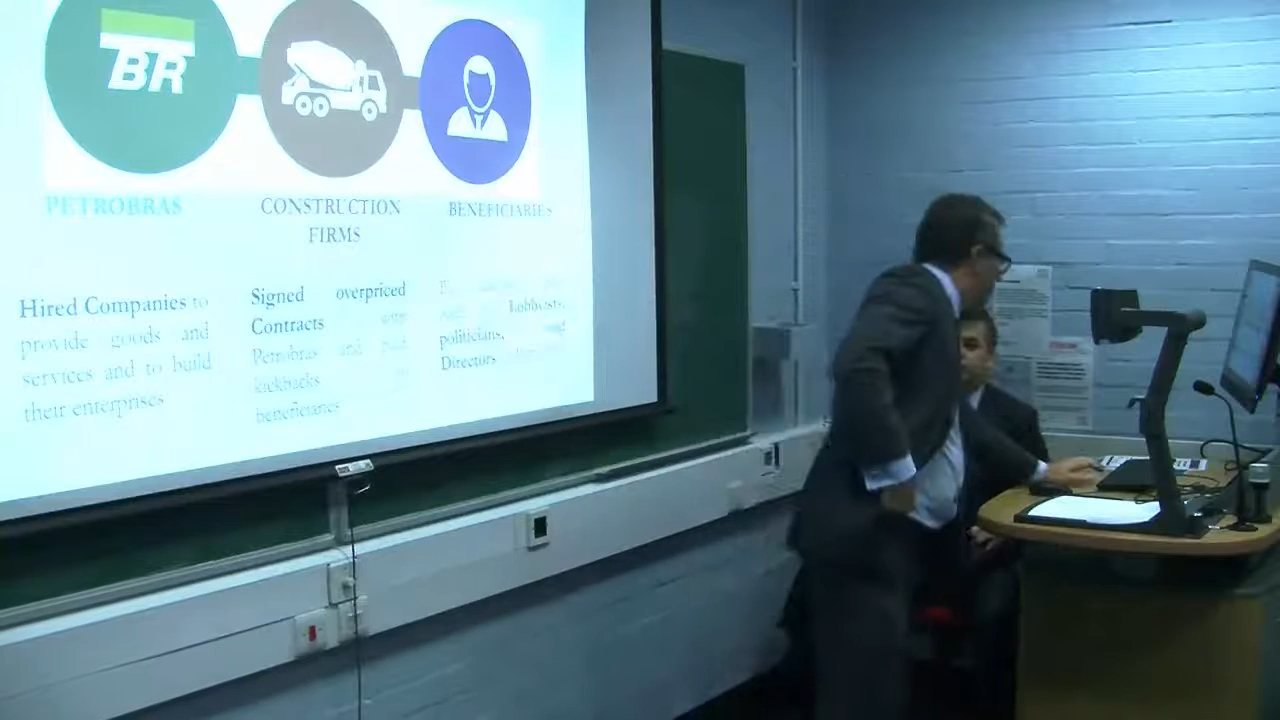 BR
PETROBRAS
CONSTRUCTION
FIRMS
BENEFICIARIES
Hired Companies to
provide goods and
services and to build
their enterprises
Signed overpriced
Contracts
Petrobras and paid
kickbacks
beneficiaries
Lobbyists,
politicians,
Directors